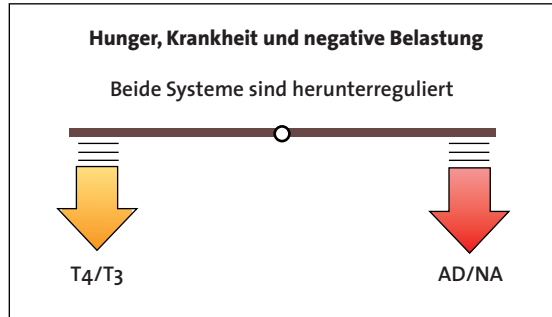 Hunger, Krankheit und negative Belastung
Beide Systeme sind herunterreguliert
T4/T3
AD/NA